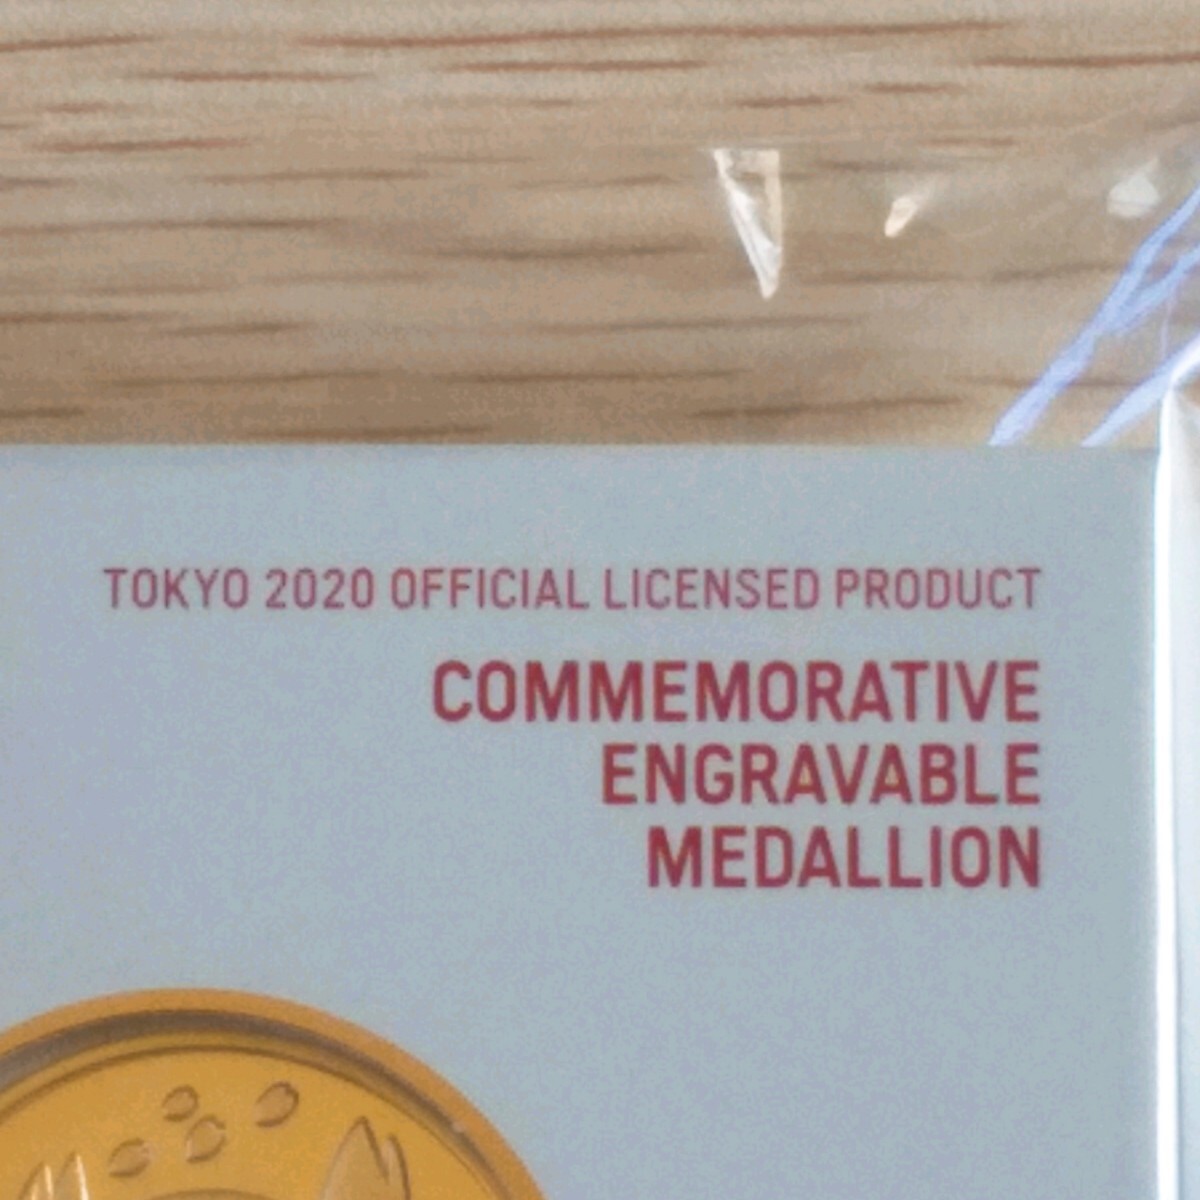 TOKYO 2020 OFFICIAL LICENSED PRODUCT
COMMEMORATIVE
ENGRAVABLE
MEDALLION